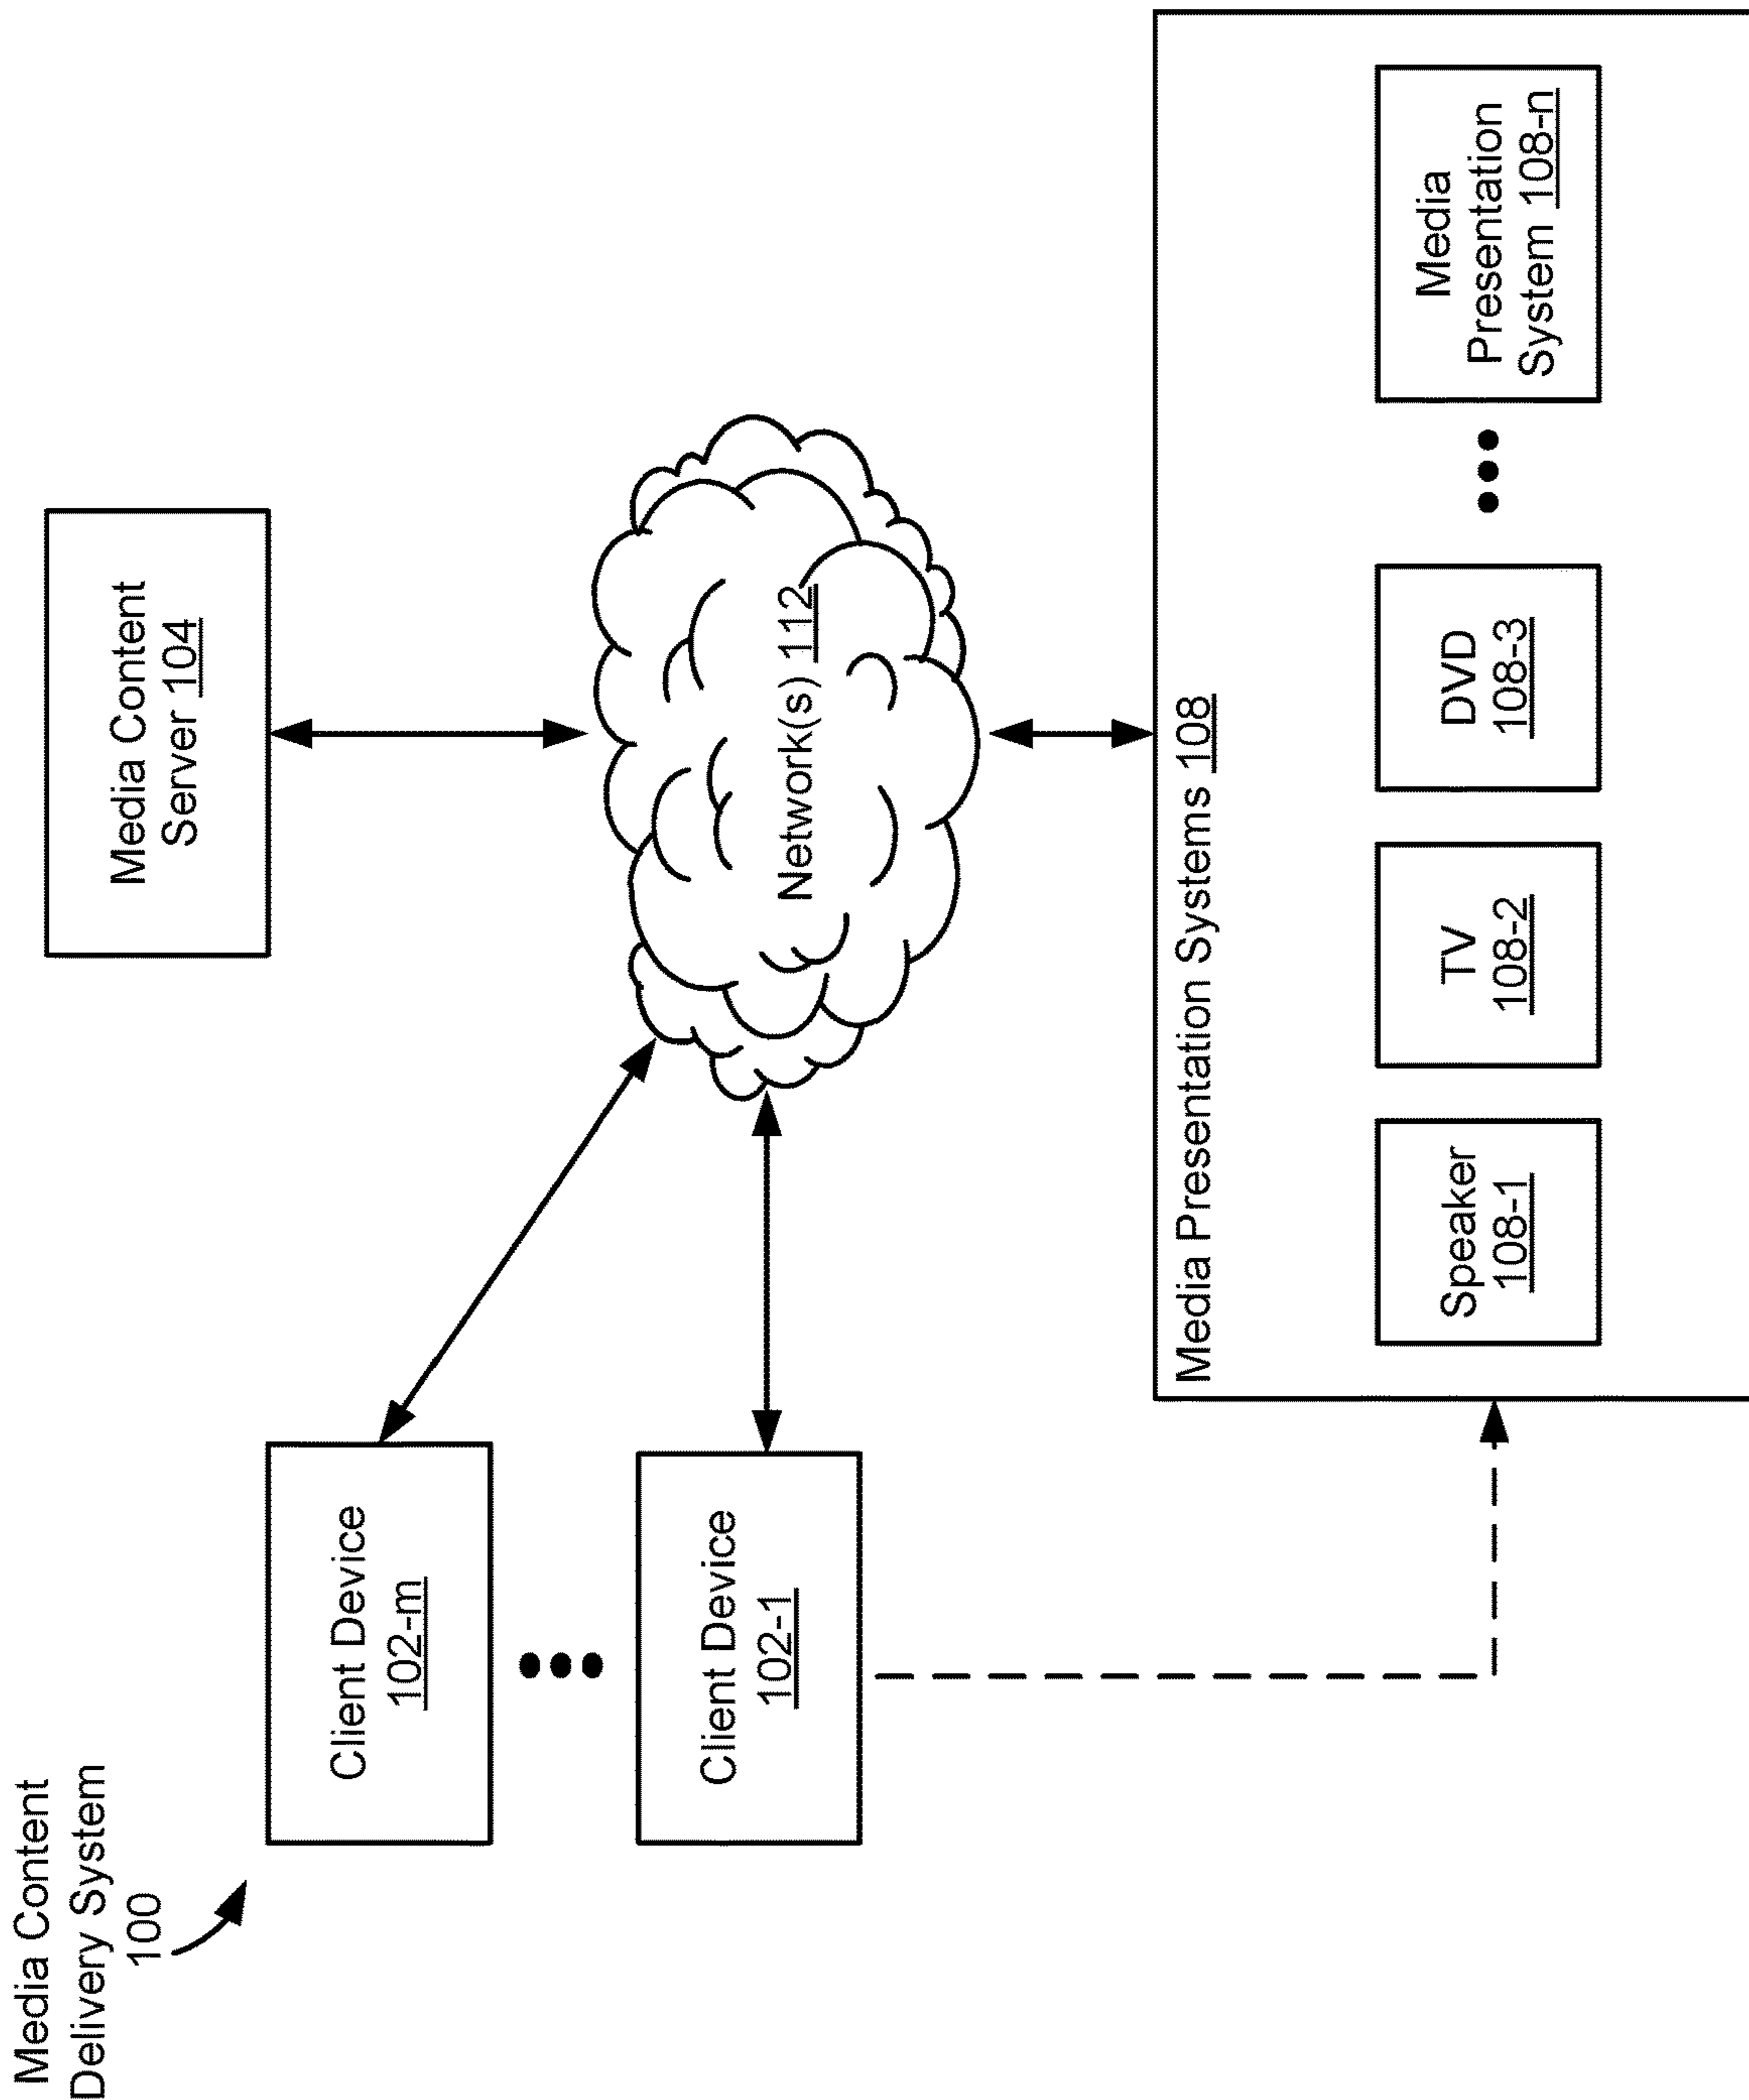 Media Content
Delivery System
100
Media Content
Server 104
Client Device
102-m
Client Device
102-1
Network(s) 112
Media Presentation Systems 108
Speaker
108-1
TV
108-2
DVD
108-3
Media
Presentation
System 108-n